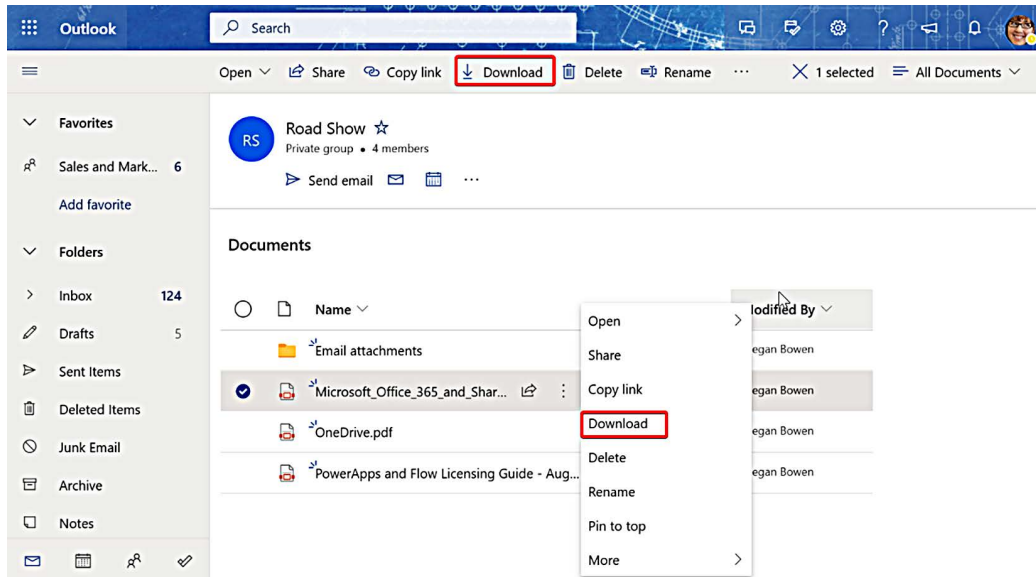 Outlook
Search
Open Share Copy link Download Delete Rename ... 1 selected All Documents
Favorites
Sales and Mark... 6
Add favorite
Folders
Inbox 124
Drafts 5
Sent Items
Deleted Items
Junk Email
Archive
Notes
RS
Road Show
Private group • 4 members
Send email ...
Documents
Name odified By
Email attachments egan Bowen
Microsoft_Office_365_and_Shar... egan Bowen
OneDrive.pdf egan Bowen
PowerApps and Flow Licensing Guide - Aug... egan Bowen
Open
Share
Copy link
Download
Delete
Rename
Pin to top
More